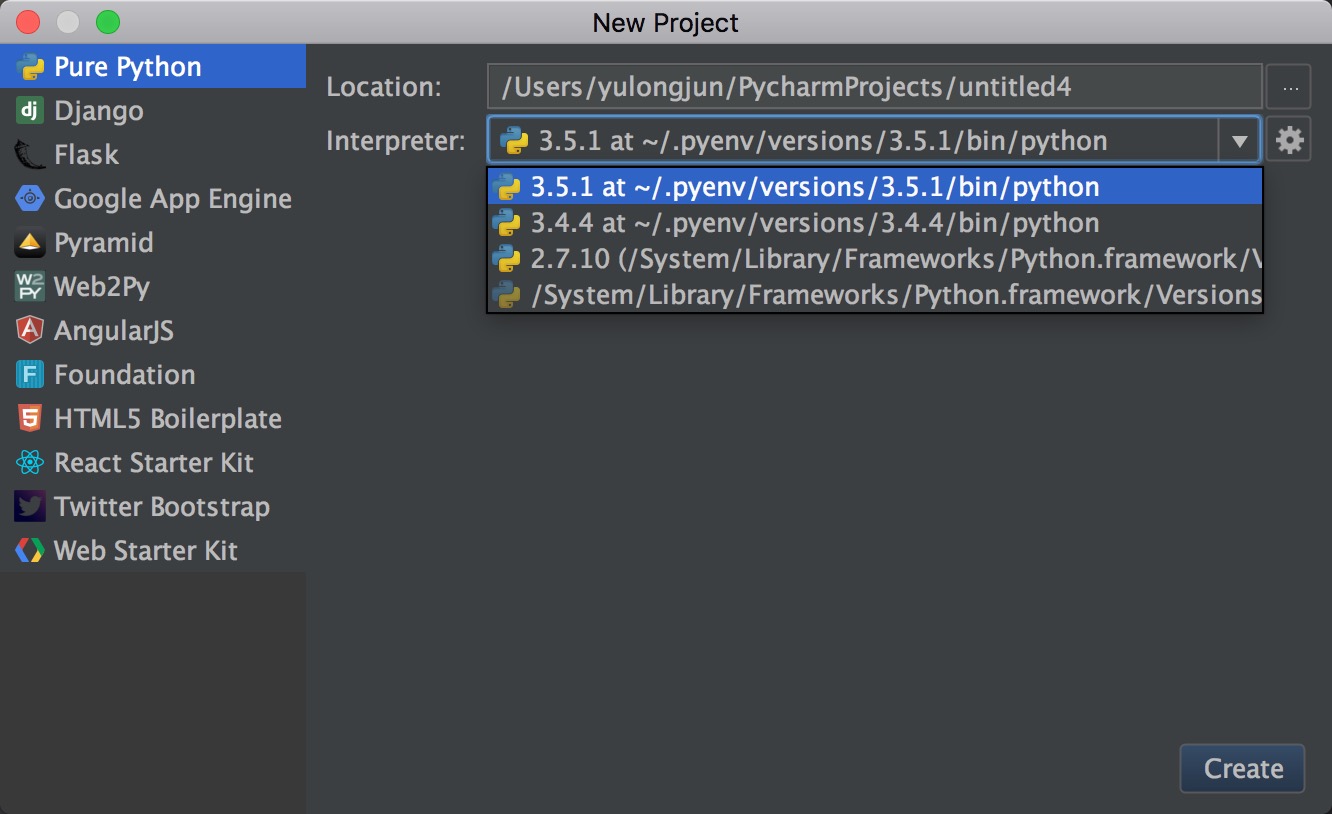 New Project
Pure Python
dj Django
Flask
Google App Engine
Pyramid
W2PY Web2Py
A AngularJS
F Foundation
5 HTML5 Boilerplate
React Starter Kit
Twitter Bootstrap
Web Starter Kit
Location: /Users/yulongjun/PycharmProjects/untitled4 ...
Interpreter: 3.5.1 at ~/.pyenv/versions/3.5.1/bin/python
3.5.1 at ~/.pyenv/versions/3.5.1/bin/python
3.4.4 at ~/.pyenv/versions/3.4.4/bin/python
2.7.10 (/System/Library/Frameworks/Python.framework/V
/System/Library/Frameworks/Python.framework/Versions
Create